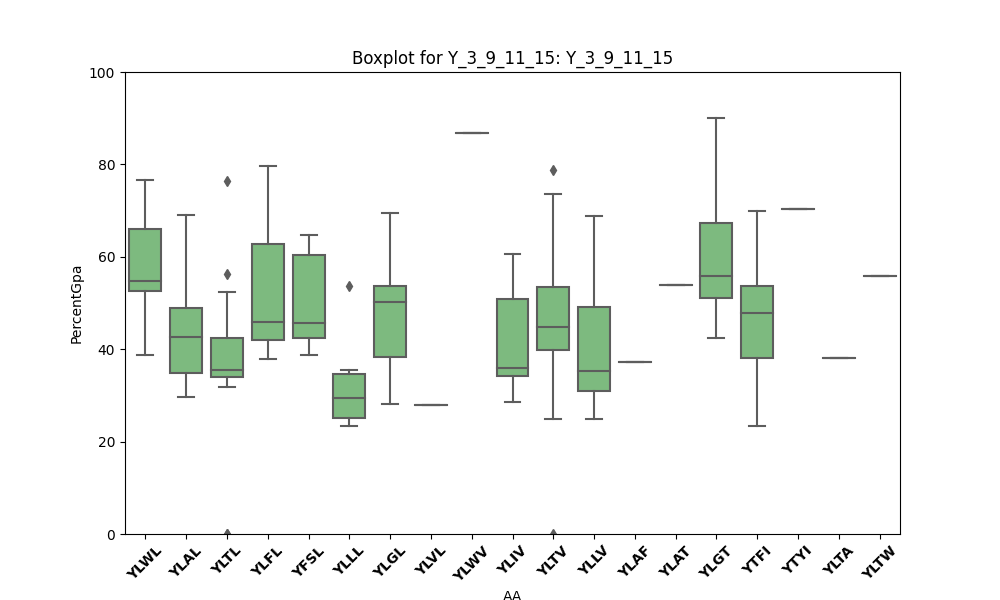 Boxplot for Y_3_9_11_15: Y_3_9_11_15
100
80
60
40
20
0
PercentGpa
YLWL YLAL YLTL YLFL YFSL YLLL YLGL YLVL YLWV YLIV YLTV YLLV YLAF YLAT YLGT YTFI YTYI YLTA YLTW
AA